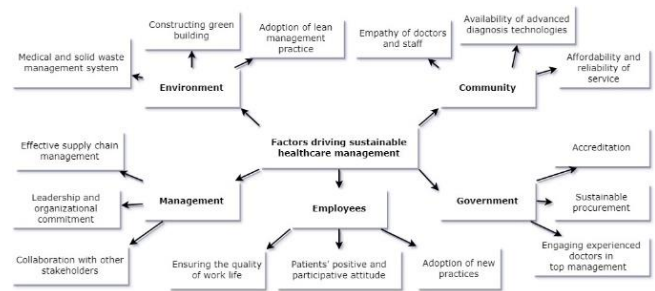 Constructing green
building
Adoption of lean
management
practice
Medical and solid waste
management system
Environment
Empathy of doctors
and staff
Availability of advanced
diagnosis technologies
Affordability and
reliability of
service
Community
Factors driving sustainable
healthcare management
Effective supply chain
management
Leadership and
organizational
commitment
Collaboration with other
stakeholders
Management
Employees
Ensuring the quality
of work life
Patients' positive and
participative attitude
Adoption of new
practices
Government
Accreditation
Sustainable
procurement
Engaging experienced
doctors in
top management